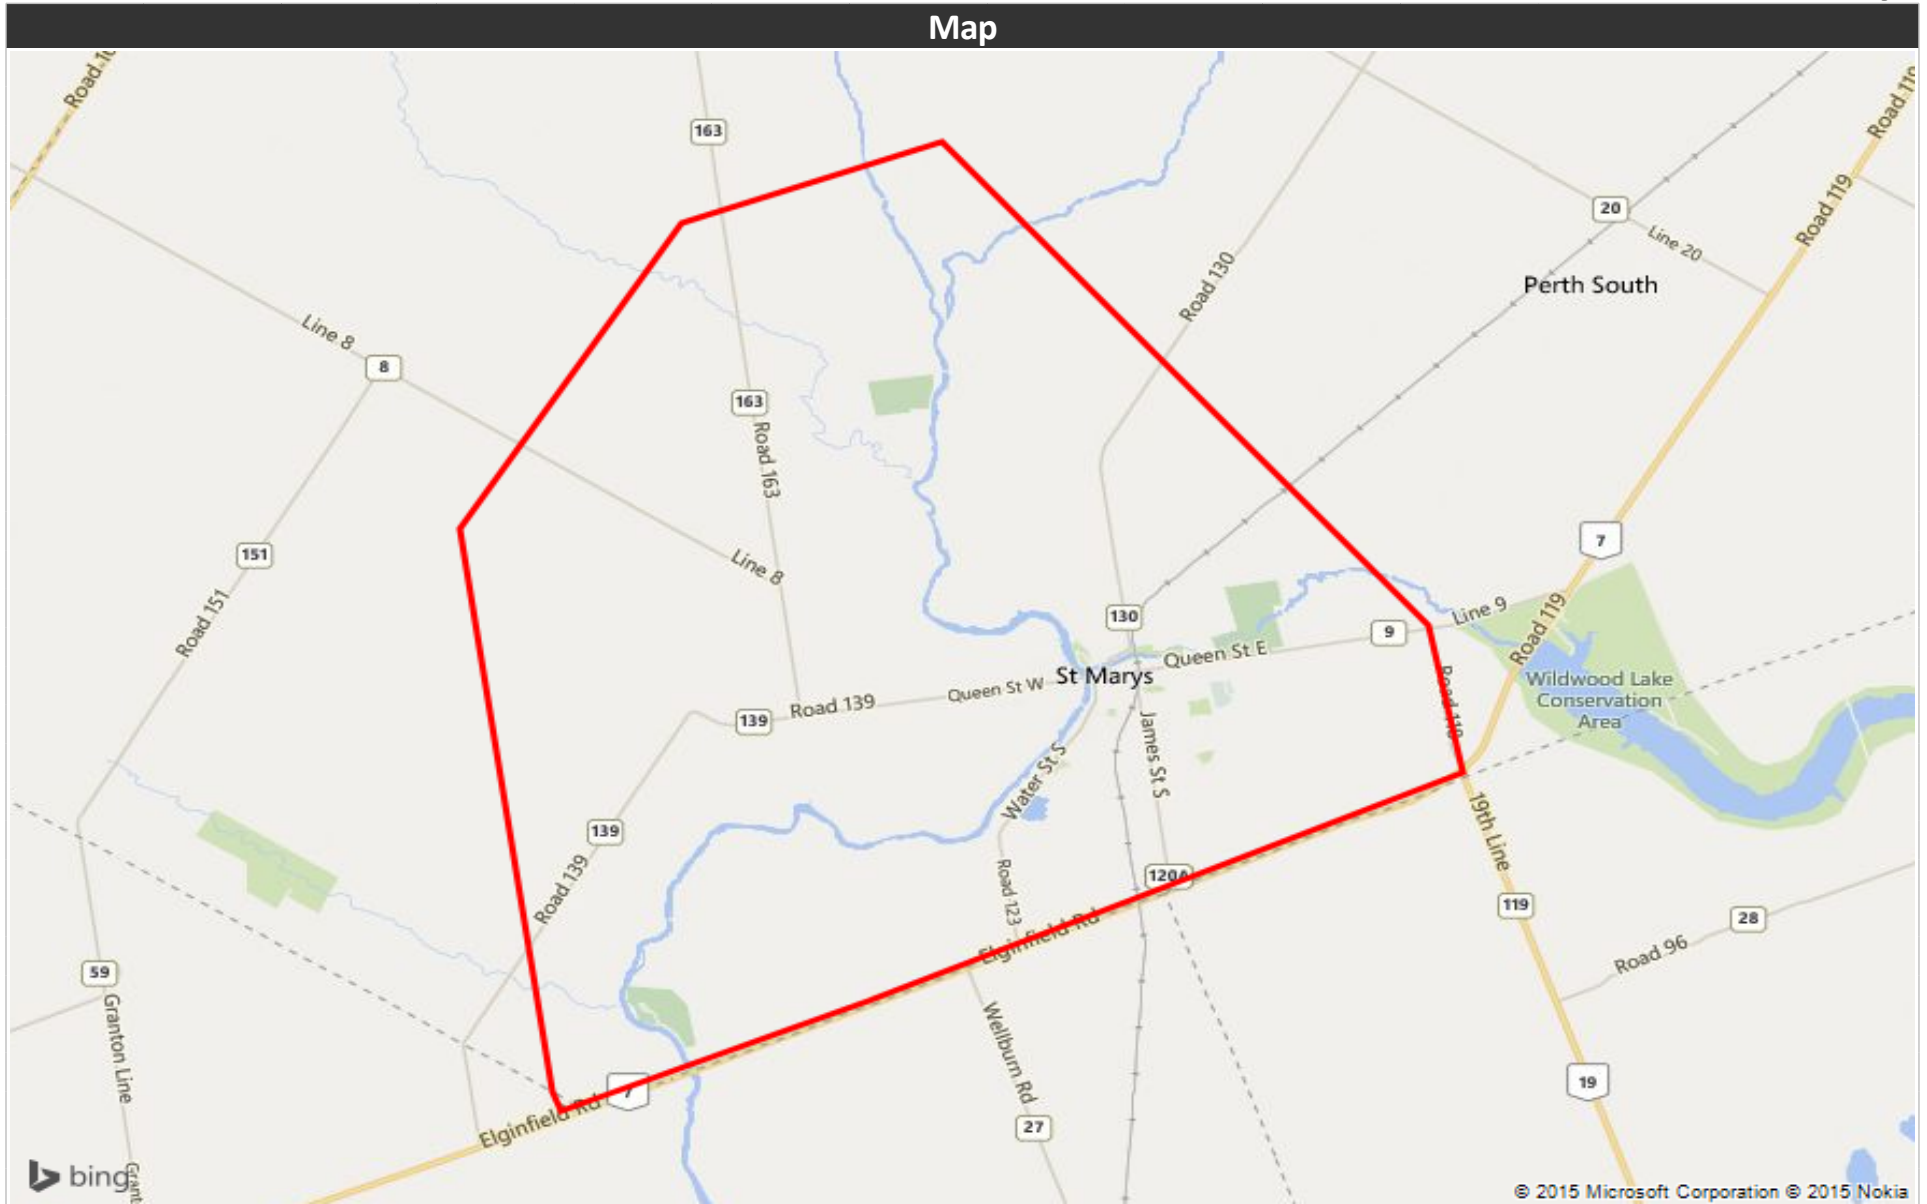 Map
163
20
Line 20
Road 119
Road 119
Road 130
Perth South
Line 8
8
163
Road 163
151
Road 151
Line 8
7
130
9
Line 9
Road 119
Queen St E
St Marys
Queen St W
Road 139
139
Wildwood Lake
Conservation
Area
James St S
Water St S
139
Road 139
19th Line
120A
Road 123
Elginfield Rd
119
28
Road 96
59
Granton Line
Wellburn Rd
7
Elginfield Rd
27
19
bing
© 2015 Microsoft Corporation © 2015 Nokia